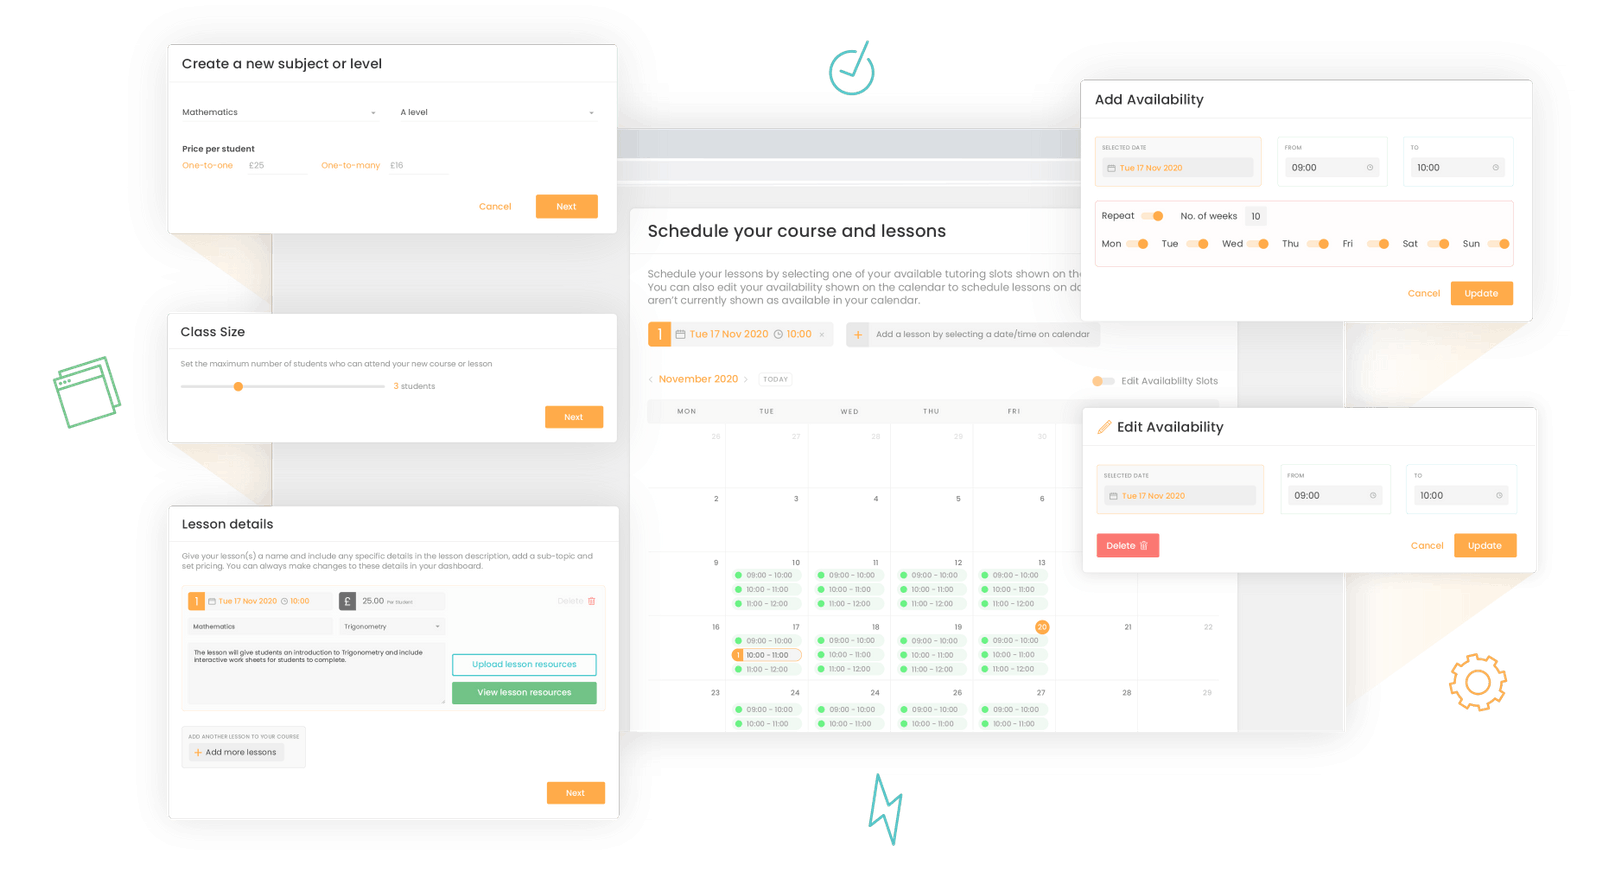 Create a new subject or level
Mathematics
A level
Price per student
One-to-one £25 One-to-many £16
Cancel Next
Class Size
Set the maximum number of students who can attend your new course or lesson
3 students
Next
Lesson details
Give your lesson(s) a name and include any specific details in the lesson description, add a sub-topic and
set pricing. You can always make changes to these details in your dashboard.
1 Tue 17 Nov 2020 10:00 £ 25.00 Per Student Delete
Mathematics Trigonometry
The lesson will give students an introduction to Trigonometry and include
interactive work sheets for students to complete.
Upload lesson resources
View lesson resources
ADD ANOTHER LESSON TO YOUR COURSE
+ Add more lessons
Next
Schedule your course and lessons
Schedule your lessons by selecting one of your available tutoring slots shown on the
You can also edit your availability shown on the calendar to schedule lessons on da
aren't currently shown as available in your calendar.
1 Tue 17 Nov 2020 10:00 × + Add a lesson by selecting a date/time on calendar
< November 2020 > TODAY Edit Availablilty Slots
MON TUE WED THU FRI
26 27 28 29 30
2 3 4 5 6
9 10 11 12 13
09:00 - 10:00 09:00 - 10:00 09:00 - 10:00 09:00 - 10:00
10:00 - 11:00 10:00 - 11:00 10:00 - 11:00 10:00 - 11:00
11:00 - 12:00 11:00 - 12:00 11:00 - 12:00 11:00 - 12:00
16 17 18 19 20 21 22
09:00 - 10:00 09:00 - 10:00 09:00 - 10:00 09:00 - 10:00
1 10:00 - 11:00 10:00 - 11:00 10:00 - 11:00 10:00 - 11:00
11:00 - 12:00 11:00 - 12:00 11:00 - 12:00 11:00 - 12:00
23 24 24 26 27 28 29
09:00 - 10:00 09:00 - 10:00 09:00 - 10:00 09:00 - 10:00
10:00 - 11:00 10:00 - 11:00 10:00 - 11:00 10:00 - 11:00
Add Availability
SELECTED DATE FROM TO
Tue 17 Nov 2020 09:00 10:00
Repeat No. of weeks 10
Mon Tue Wed Thu Fri Sat Sun
Cancel Update
Edit Availability
SELECTED DATE FROM TO
Tue 17 Nov 2020 09:00 10:00
Delete Cancel Update